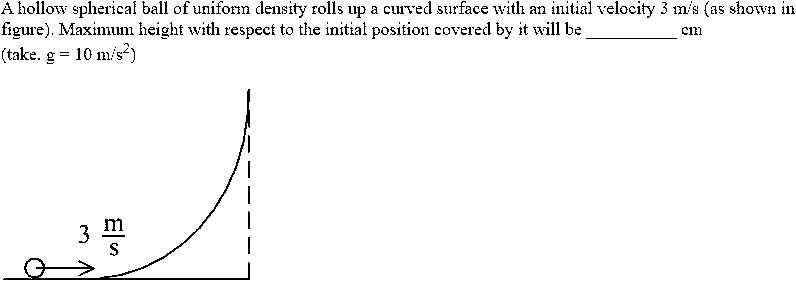 A hollow spherical ball of uniform density rolls up a curved surface with an initial velocity 3 m/s (as shown in
figure). Maximum height with respect to the initial position covered by it will be __________ cm
(take. g = 10 m/s²)
3 m/s